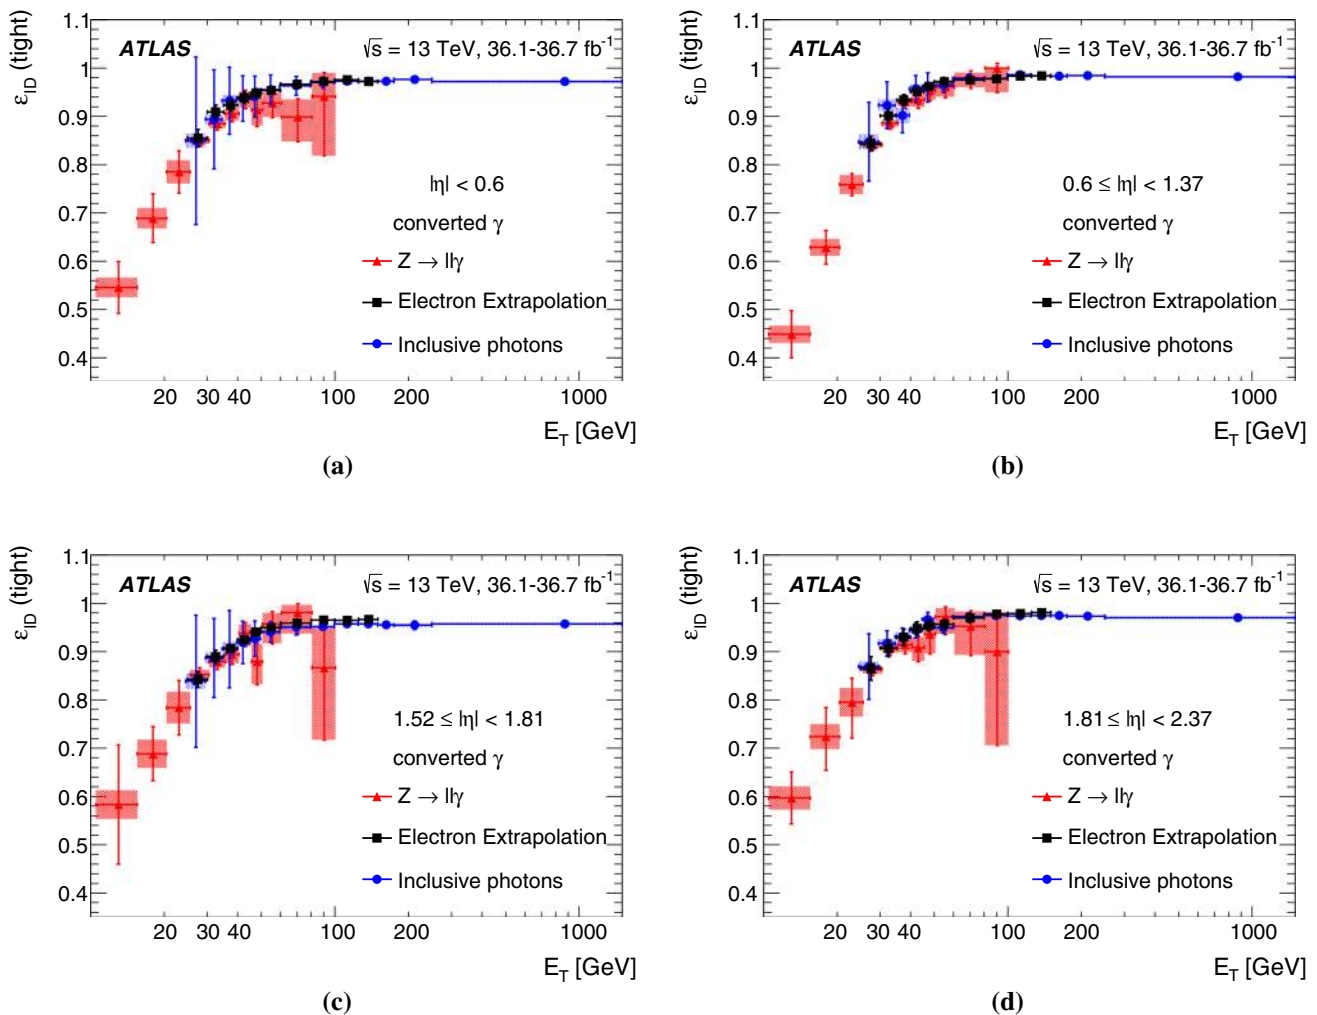 1.1
ε_ID (tight)
ATLAS
√s = 13 TeV, 36.1-36.7 fb⁻¹
1
0.9
0.8
|η| < 0.6
0.7
converted γ
0.6
Z → llγ
0.5
Electron Extrapolation
0.4
Inclusive photons
20 30 40 100 200 1000
E_T [GeV]
(a)
1.1
ε_ID (tight)
ATLAS
√s = 13 TeV, 36.1-36.7 fb⁻¹
1
0.9
0.8
0.6 ≤ |η| < 1.37
0.7
converted γ
0.6
Z → llγ
0.5
Electron Extrapolation
0.4
Inclusive photons
20 30 40 100 200 1000
E_T [GeV]
(b)
1.1
ε_ID (tight)
ATLAS
√s = 13 TeV, 36.1-36.7 fb⁻¹
1
0.9
0.8
1.52 ≤ |η| < 1.81
0.7
converted γ
0.6
Z → llγ
0.5
Electron Extrapolation
0.4
Inclusive photons
20 30 40 100 200 1000
E_T [GeV]
(c)
1.1
ε_ID (tight)
ATLAS
√s = 13 TeV, 36.1-36.7 fb⁻¹
1
0.9
0.8
1.81 ≤ |η| < 2.37
0.7
converted γ
0.6
Z → llγ
0.5
Electron Extrapolation
0.4
Inclusive photons
20 30 40 100 200 1000
E_T [GeV]
(d)